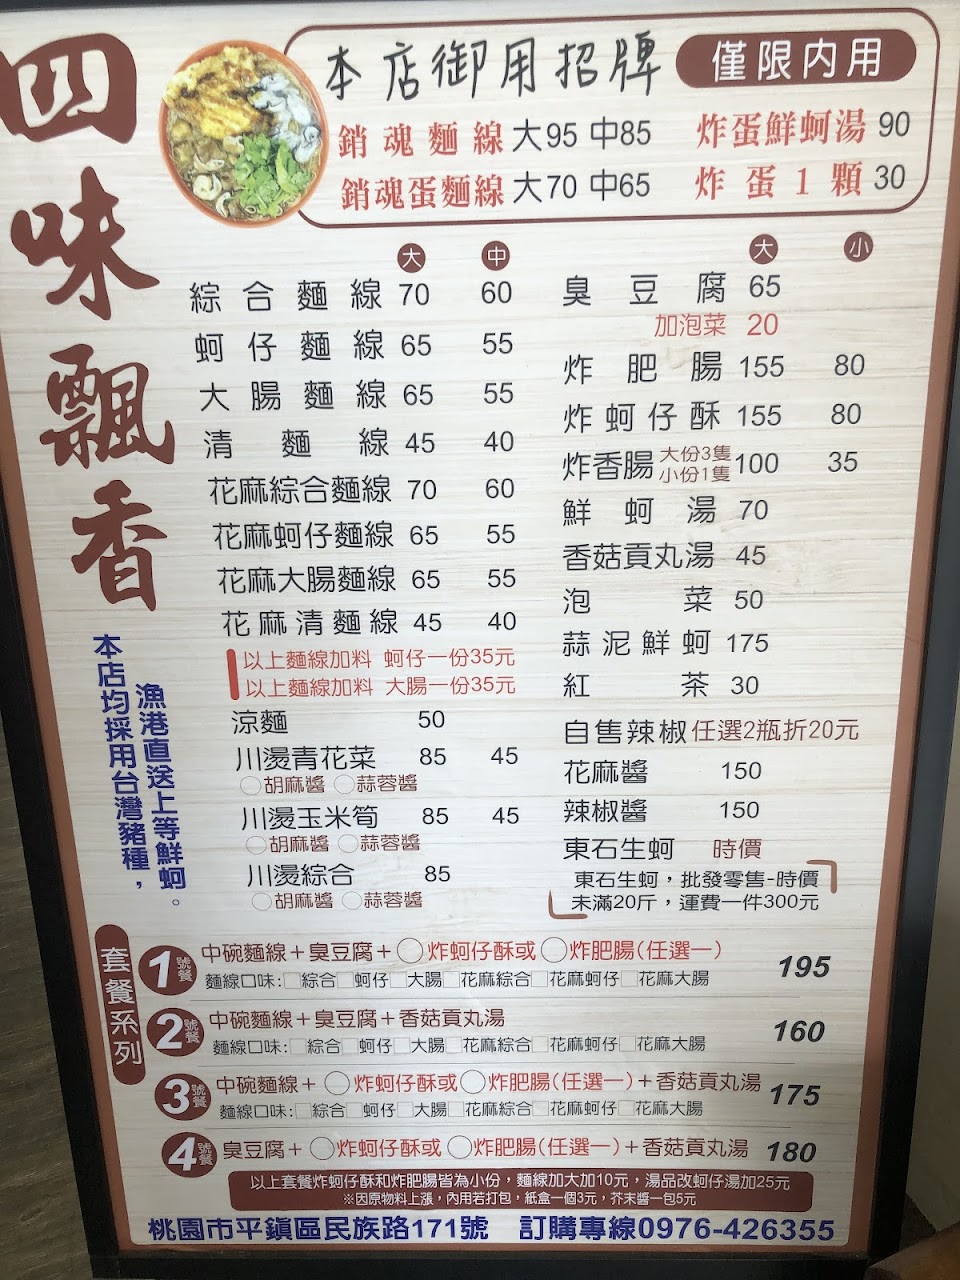 四味飄香
本店御用招牌 僅限內用
銷魂麵線 大95 中85 炸蛋鮮蚵湯 90
銷魂蛋麵線 大70 中65 炸蛋1顆 30
大 中
綜合麵線 70 60
蚵仔麵線 65 55
大腸麵線 65 55
清麵線 45 40
花麻綜合麵線 70 60
花麻蚵仔麵線 65 55
花麻大腸麵線 65 55
花麻清麵線 45 40
以上麵線加料 蚵仔一份35元
以上麵線加料 大腸一份35元
涼麵 50
川燙青花菜 85 45
○胡麻醬 ○蒜蓉醬
川燙玉米筍 85 45
○胡麻醬 ○蒜蓉醬
川燙綜合 85
○胡麻醬 ○蒜蓉醬
大 小
臭豆腐 65
加泡菜 20
炸肥腸 155 80
炸蚵仔酥 155 80
炸香腸 大份3隻 小份1隻 100 35
鮮蚵湯 70
香菇貢丸湯 45
泡菜 50
蒜泥鮮蚵 175
紅茶 30
自售辣椒 任選2瓶折20元
花麻醬 150
辣椒醬 150
東石生蚵 時價
東石生蚵，批發零售-時價
未滿20斤，運費一件300元
本店均採用台灣豬種，
漁港直送上等鮮蚵。
套餐系列
1號餐 中碗麵線＋臭豆腐＋○炸蚵仔酥或○炸肥腸(任選一) 195
麵線口味:□綜合□蚵仔□大腸□花麻綜合□花麻蚵仔□花麻大腸
2號餐 中碗麵線＋臭豆腐＋香菇貢丸湯 160
麵線口味:□綜合□蚵仔□大腸□花麻綜合□花麻蚵仔□花麻大腸
3號餐 中碗麵線＋○炸蚵仔酥或○炸肥腸(任選一)＋香菇貢丸湯 175
麵線口味:□綜合□蚵仔□大腸□花麻綜合□花麻蚵仔□花麻大腸
4號餐 臭豆腐＋○炸蚵仔酥或○炸肥腸(任選一)＋香菇貢丸湯 180
以上套餐炸蚵仔酥和炸肥腸皆為小份，麵線加大加10元，湯品改蚵仔湯加25元
※因原物料上漲，內用若打包，紙盒一個3元，芥末醬一包5元
桃園市平鎮區民族路171號 訂購專線0976-426355